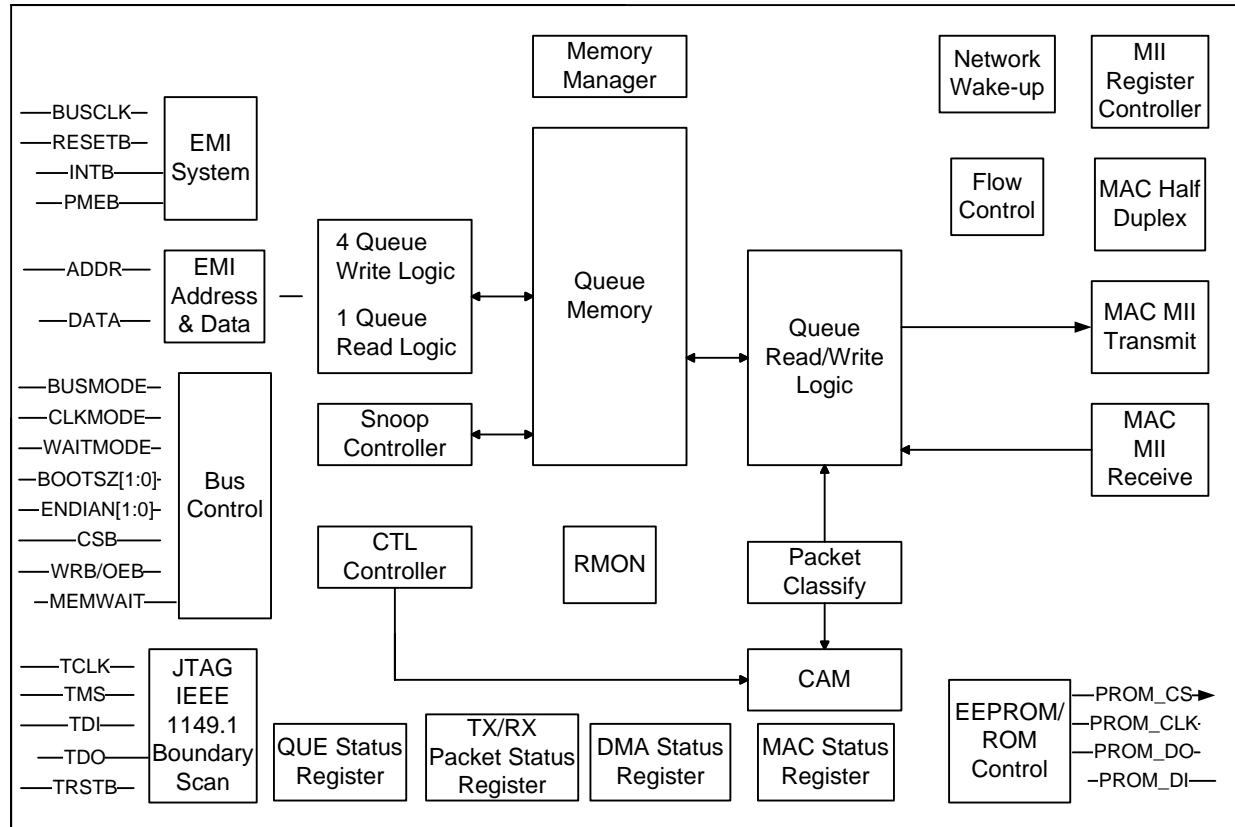 Memory
Manager
Network
Wake-up
MII
Register
Controller
BUSCLK
RESETB
INTB
PMEB
EMI
System
Flow
Control
MAC Half
Duplex
ADDR
DATA
EMI
Address
& Data
4 Queue
Write Logic
1 Queue
Read Logic
Queue
Memory
Queue
Read/Write
Logic
MAC MII
Transmit
BUSMODE
CLKMODE
WAITMODE
BOOTSZ[1:0]
ENDIAN[1:0]
CSB
WRB/OEB
MEMWAIT
Bus
Control
Snoop
Controller
MAC
MII
Receive
CTL
Controller
RMON
Packet
Classify
CAM
TCLK
TMS
TDI
TDO
TRSTB
JTAG
IEEE
1149.1
Boundary
Scan
QUE Status
Register
TX/RX
Packet Status
Register
DMA Status
Register
MAC Status
Register
EEPROM/
ROM
Control
PROM_CS
PROM_CLK
PROM_DO
PROM_DI